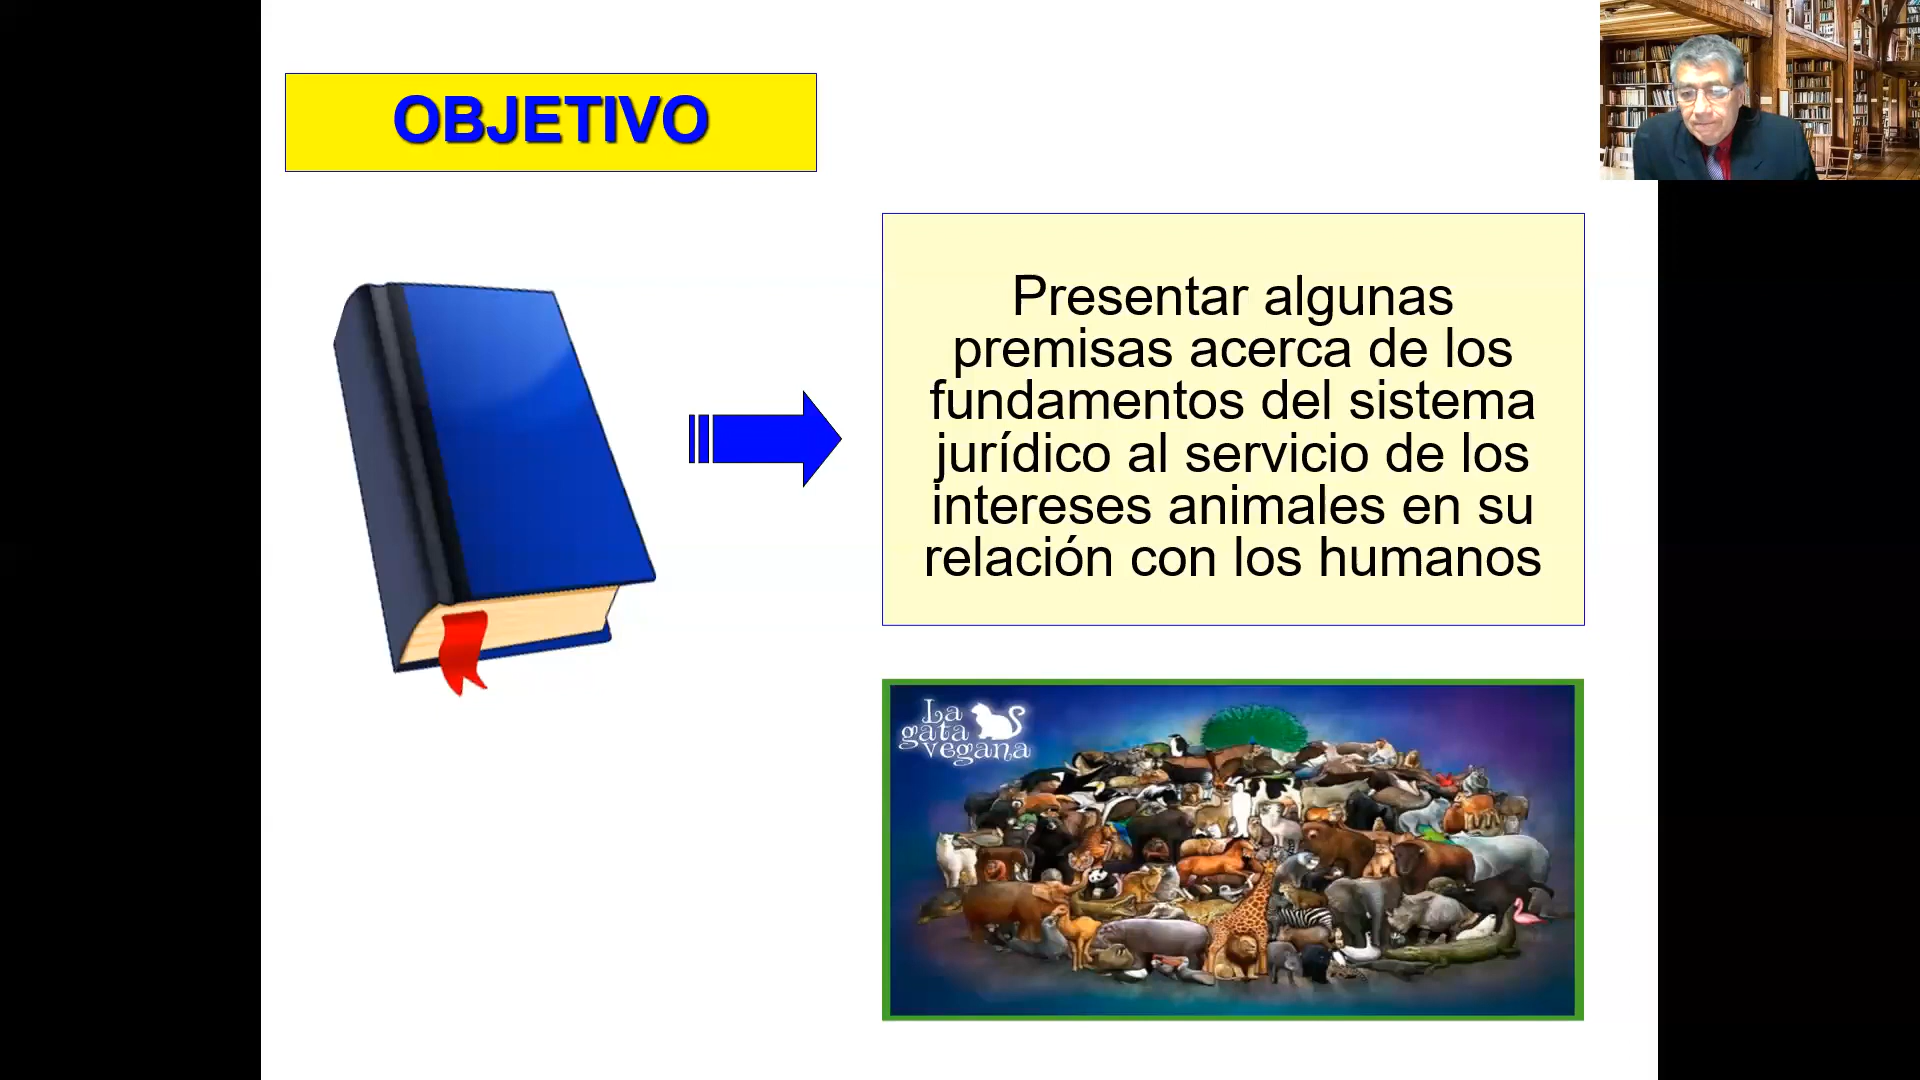 OBJETIVO
Presentar algunas
premisas acerca de los
fundamentos del sistema
jurídico al servicio de los
intereses animales en su
relación con los humanos
La
gata
vegana